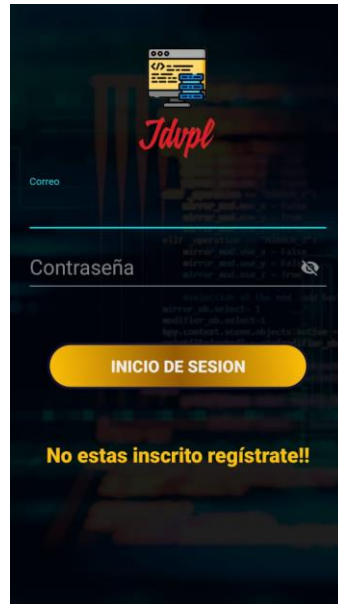 Jdvpl
Correo
Contraseña
INICIO DE SESION
No estas inscrito regístrate!!